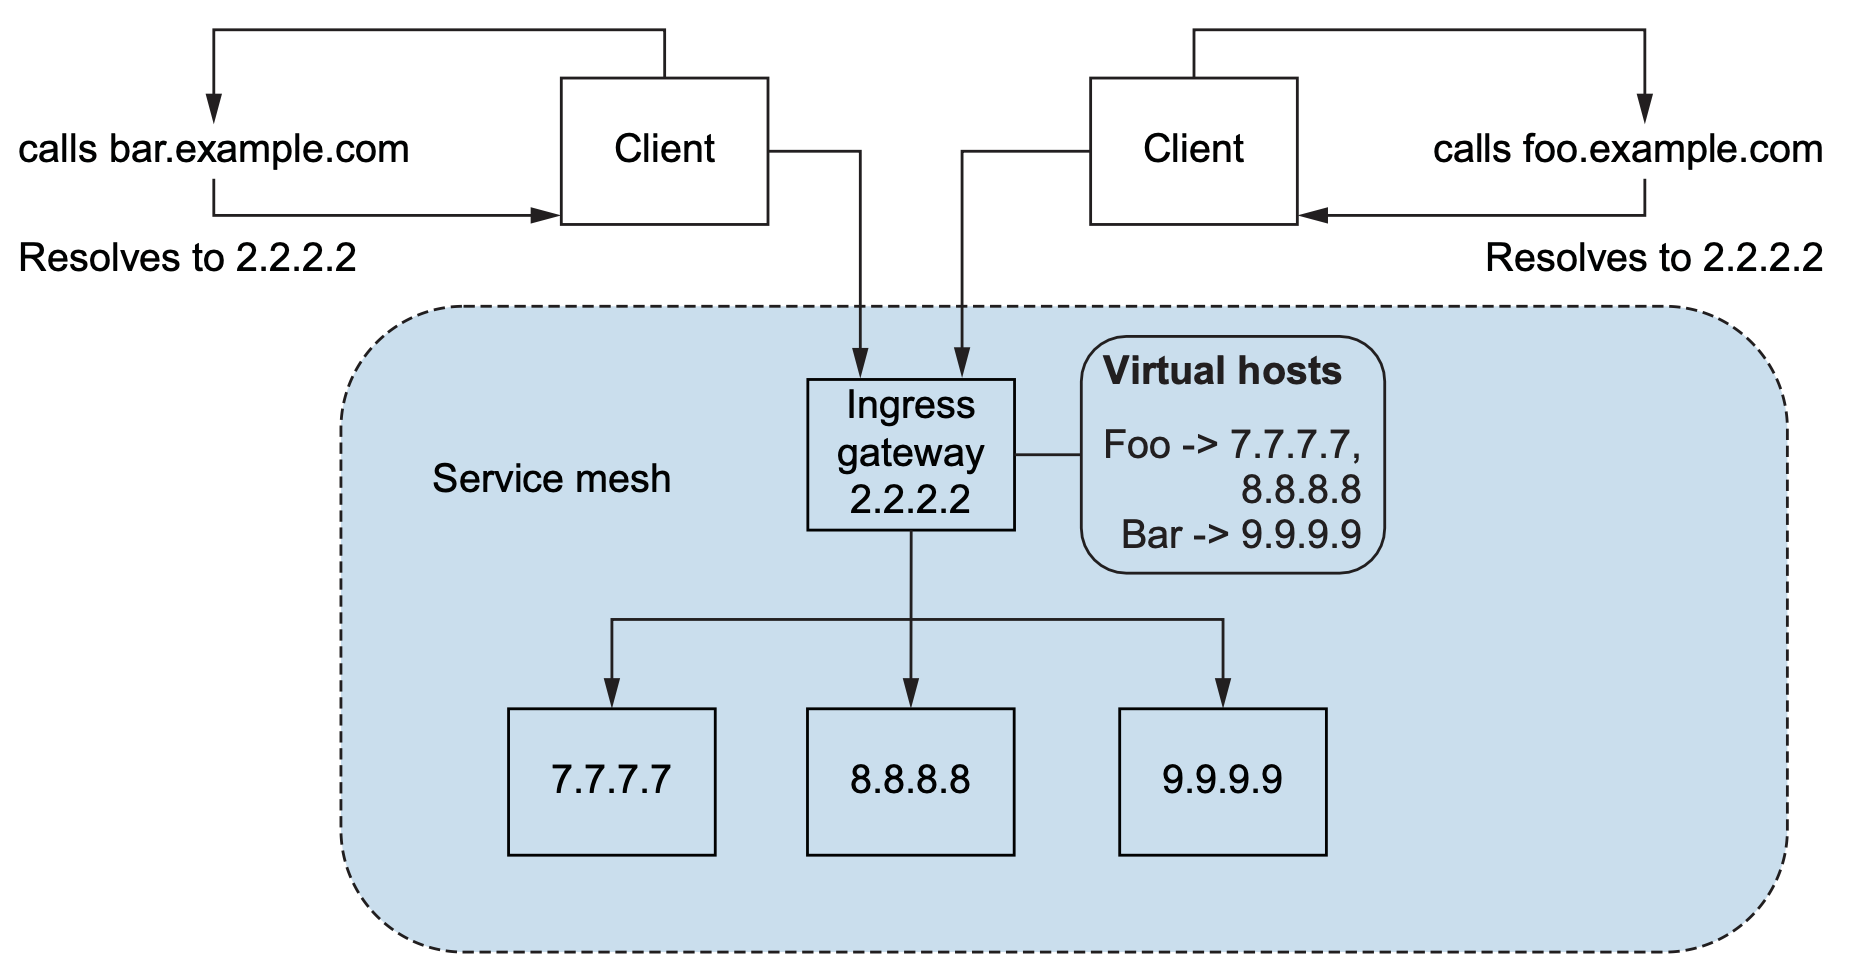 calls bar.example.com
Client
Client
calls foo.example.com
Resolves to 2.2.2.2
Resolves to 2.2.2.2
Service mesh
Ingress
gateway
2.2.2.2
Virtual hosts
Foo -> 7.7.7.7,
8.8.8.8
Bar -> 9.9.9.9
7.7.7.7
8.8.8.8
9.9.9.9